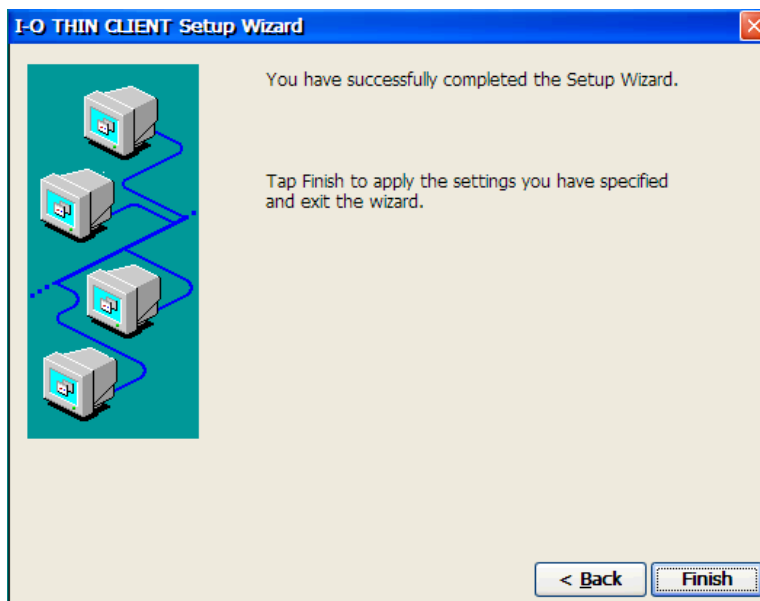 I-O THIN CLIENT Setup Wizard
You have successfully completed the Setup Wizard.
Tap Finish to apply the settings you have specified
and exit the wizard.
< Back
Finish